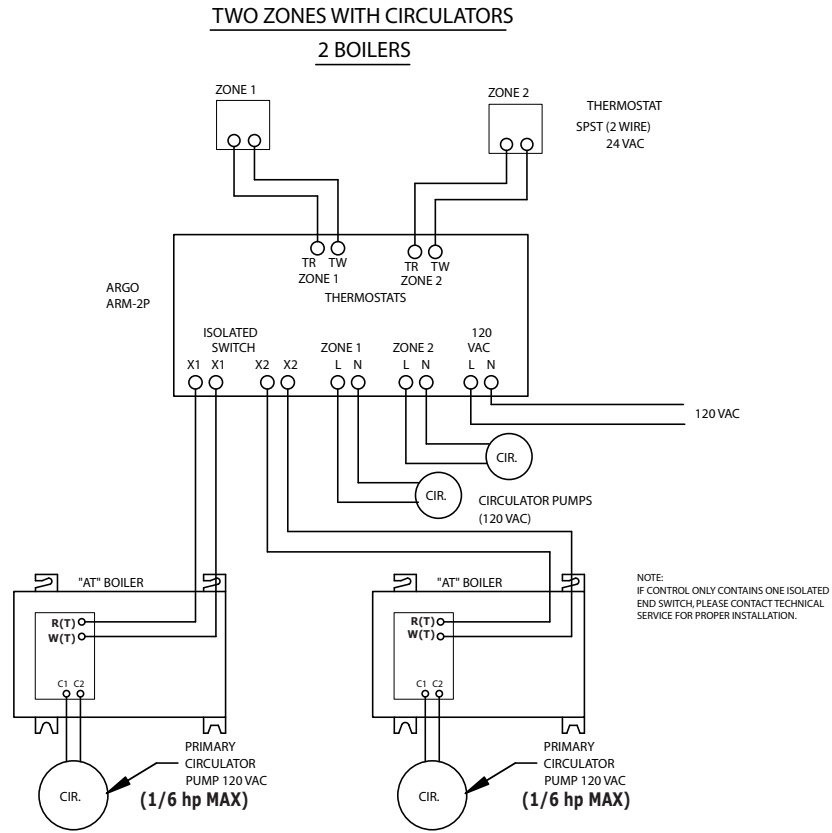 TWO ZONES WITH CIRCULATORS
2 BOILERS
ZONE 1
ZONE 2
THERMOSTAT
SPST (2 WIRE)
24 VAC
ARGO
ARM-2P
TR TW
ZONE 1
TR TW
ZONE 2
THERMOSTATS
ISOLATED
SWITCH
X1 X1 X2 X2
ZONE 1
L N
ZONE 2
L N
120
VAC
L N
120 VAC
CIR.
CIR.
CIRCULATOR PUMPS
(120 VAC)
"AT" BOILER
R(T)
W(T)
C1 C2
PRIMARY
CIRCULATOR
PUMP 120 VAC
(1/6 hp MAX)
CIR.
"AT" BOILER
R(T)
W(T)
C1 C2
PRIMARY
CIRCULATOR
PUMP 120 VAC
(1/6 hp MAX)
CIR.
NOTE:
IF CONTROL ONLY CONTAINS ONE ISOLATED
END SWITCH, PLEASE CONTACT TECHNICAL
SERVICE FOR PROPER INSTALLATION.